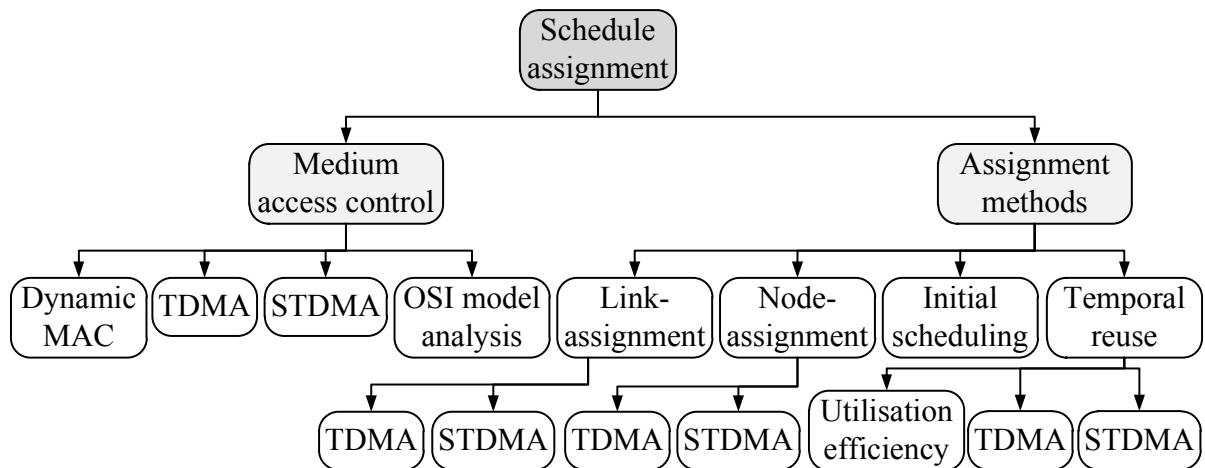 Schedule
assignment
Medium
access control
Assignment
methods
Dynamic
MAC
TDMA
STDMA
OSI model
analysis
Link-
assignment
Node-
assignment
Initial
scheduling
Temporal
reuse
TDMA
STDMA
TDMA
STDMA
Utilisation
efficiency
TDMA
STDMA